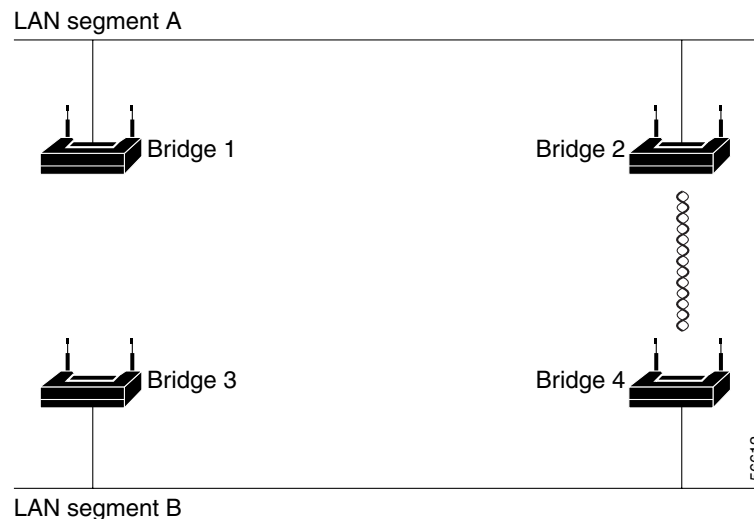 LAN segment A
Bridge 1
Bridge 2
Bridge 3
Bridge 4
LAN segment B